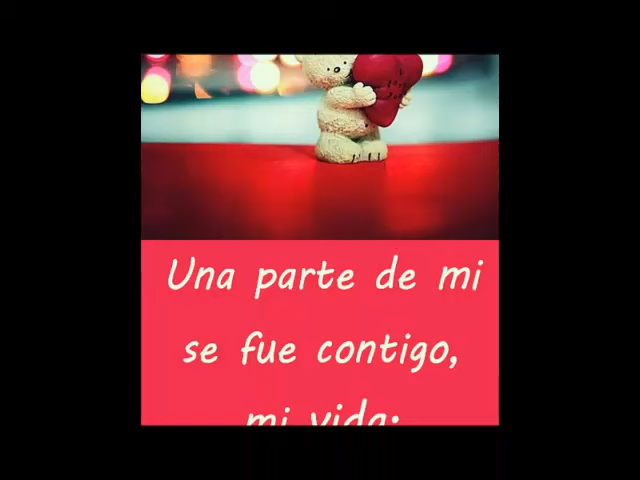 Una parte de mi
se fue contigo,
mi vida;